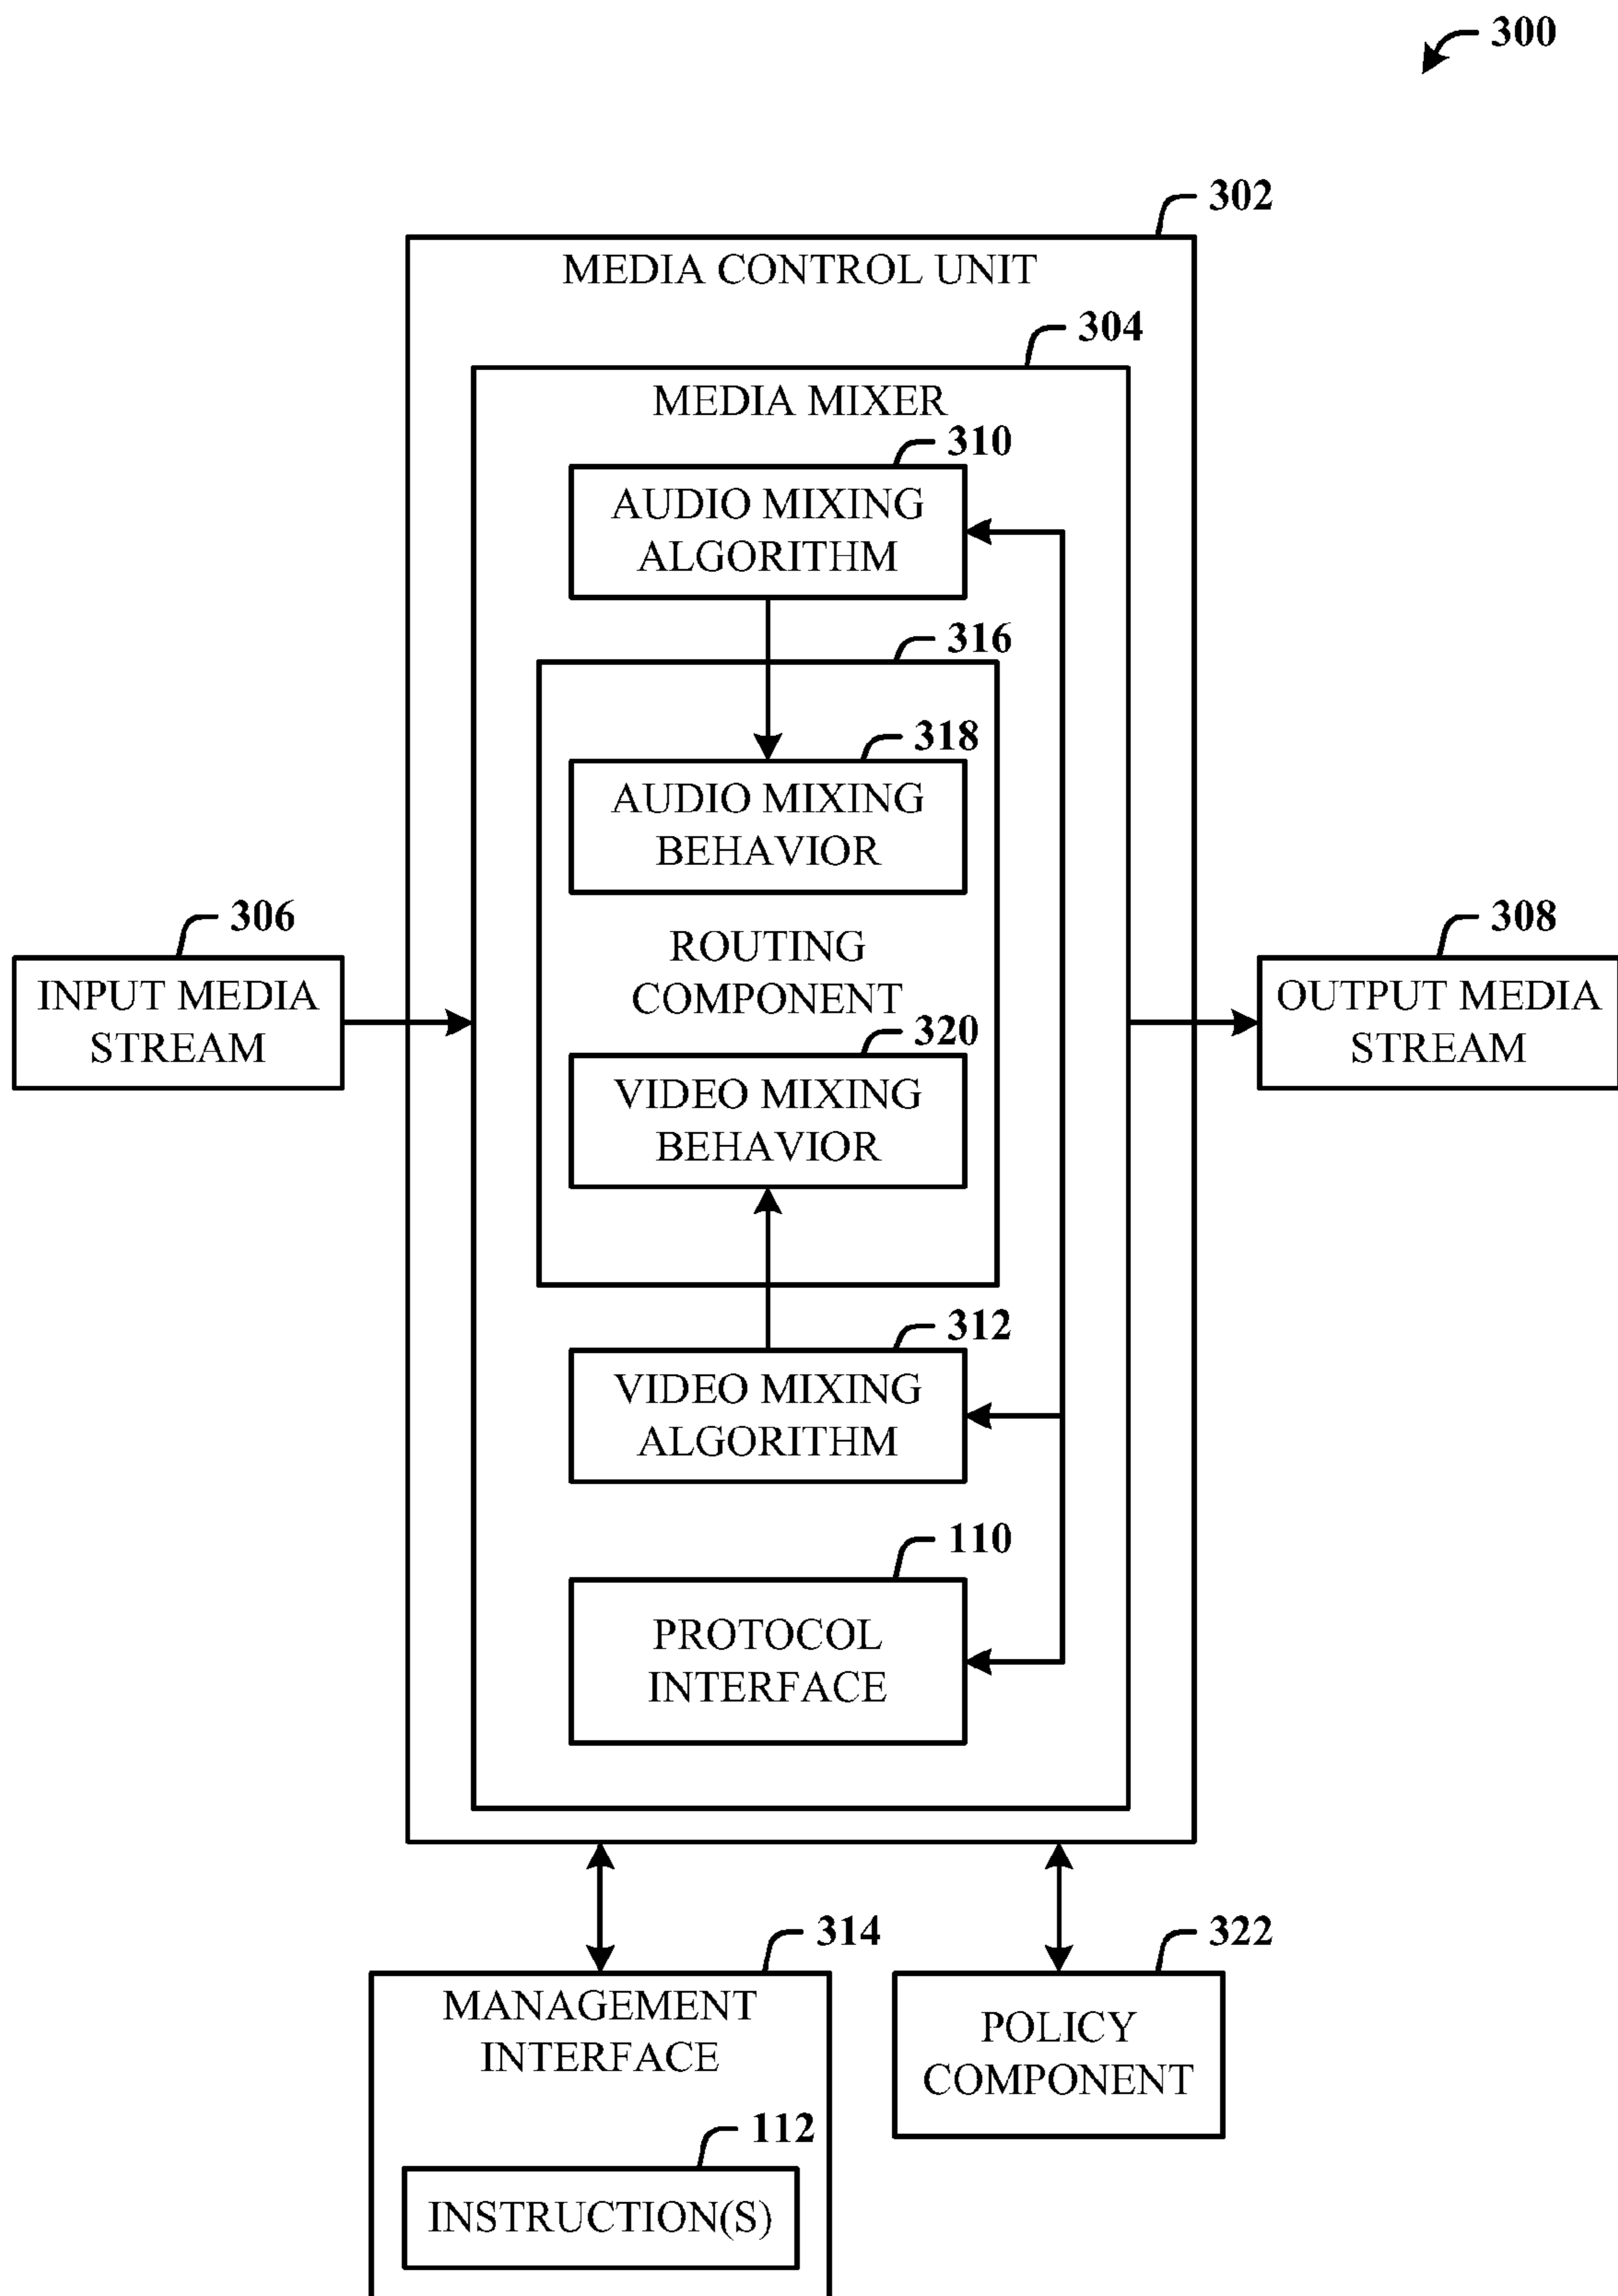 300
302
MEDIA CONTROL UNIT
304
MEDIA MIXER
310
AUDIO MIXING
ALGORITHM
316
318
AUDIO MIXING
BEHAVIOR
306
INPUT MEDIA
STREAM
ROUTING
COMPONENT
308
OUTPUT MEDIA
STREAM
320
VIDEO MIXING
BEHAVIOR
312
VIDEO MIXING
ALGORITHM
110
PROTOCOL
INTERFACE
314
MANAGEMENT
INTERFACE
322
POLICY
COMPONENT
112
INSTRUCTION(S)